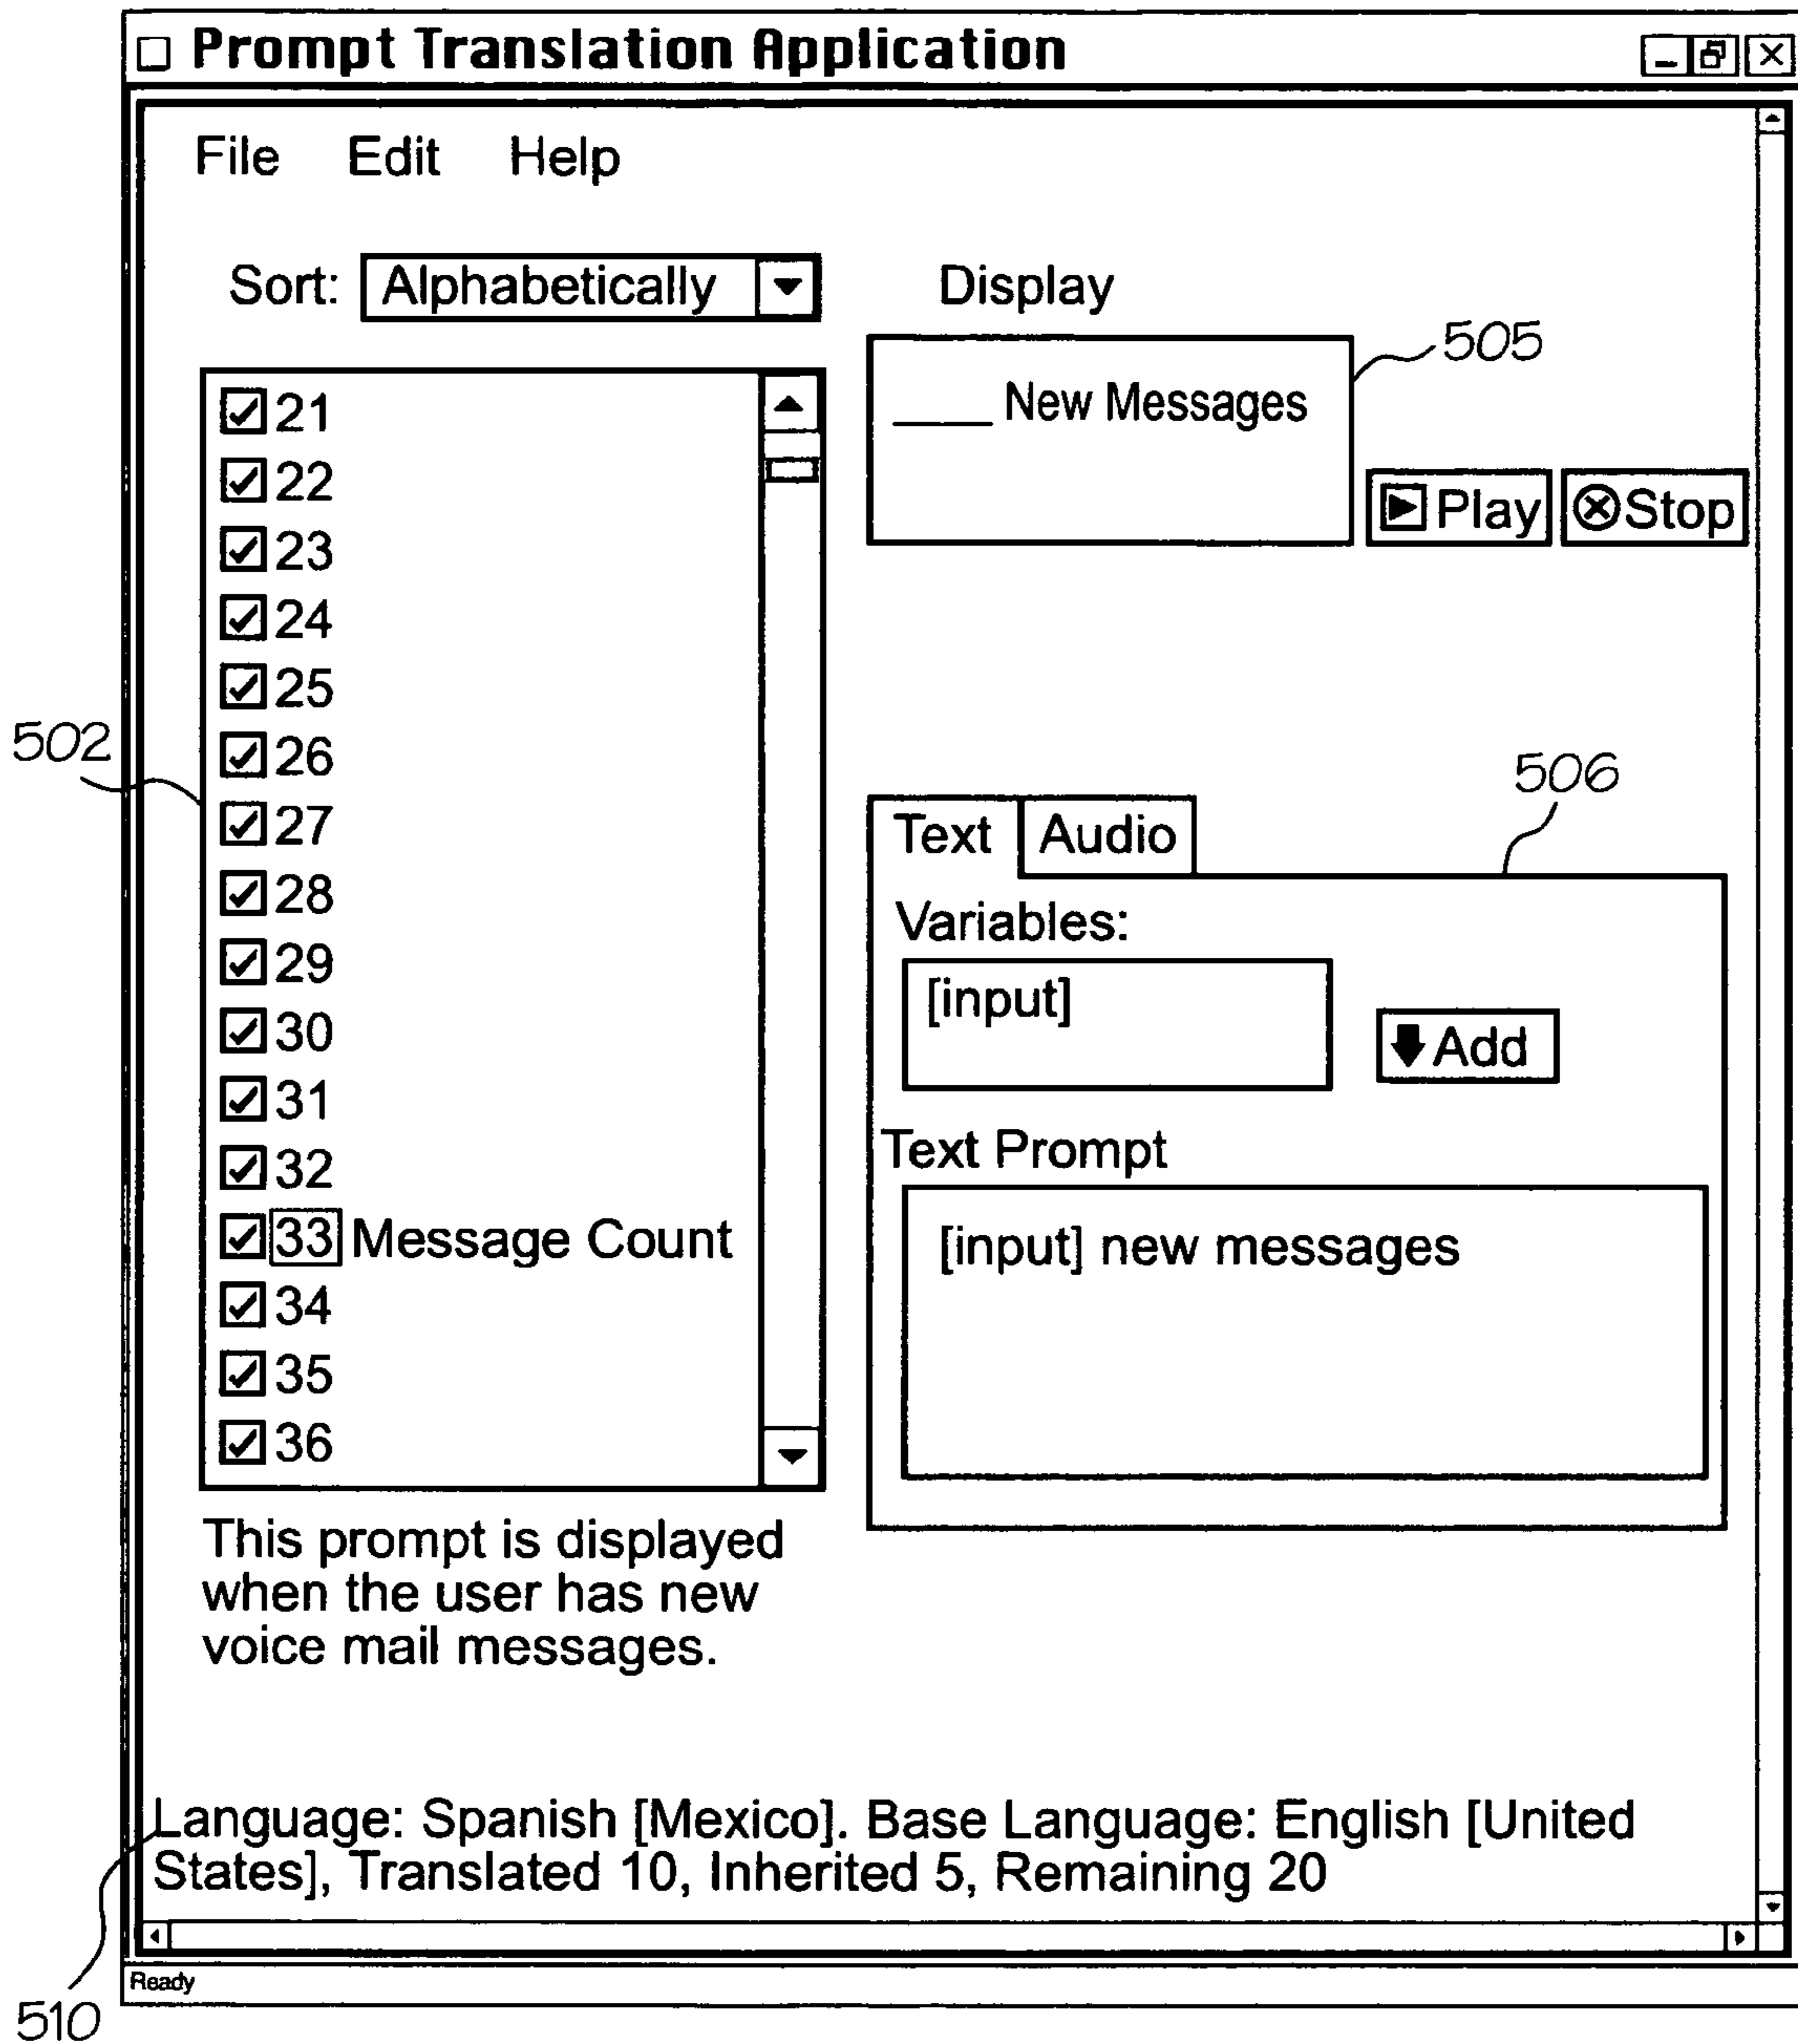 Prompt Translation Application
File Edit Help
Sort: Alphabetically
Display
505
____ New Messages
Play Stop
21
22
23
24
25
26
27
28
29
30
31
32
33 Message Count
34
35
36
502
506
Text Audio
Variables:
[input]
Add
Text Prompt
[input] new messages
This prompt is displayed
when the user has new
voice mail messages.
Language: Spanish [Mexico]. Base Language: English [United
States], Translated 10, Inherited 5, Remaining 20
Ready
510